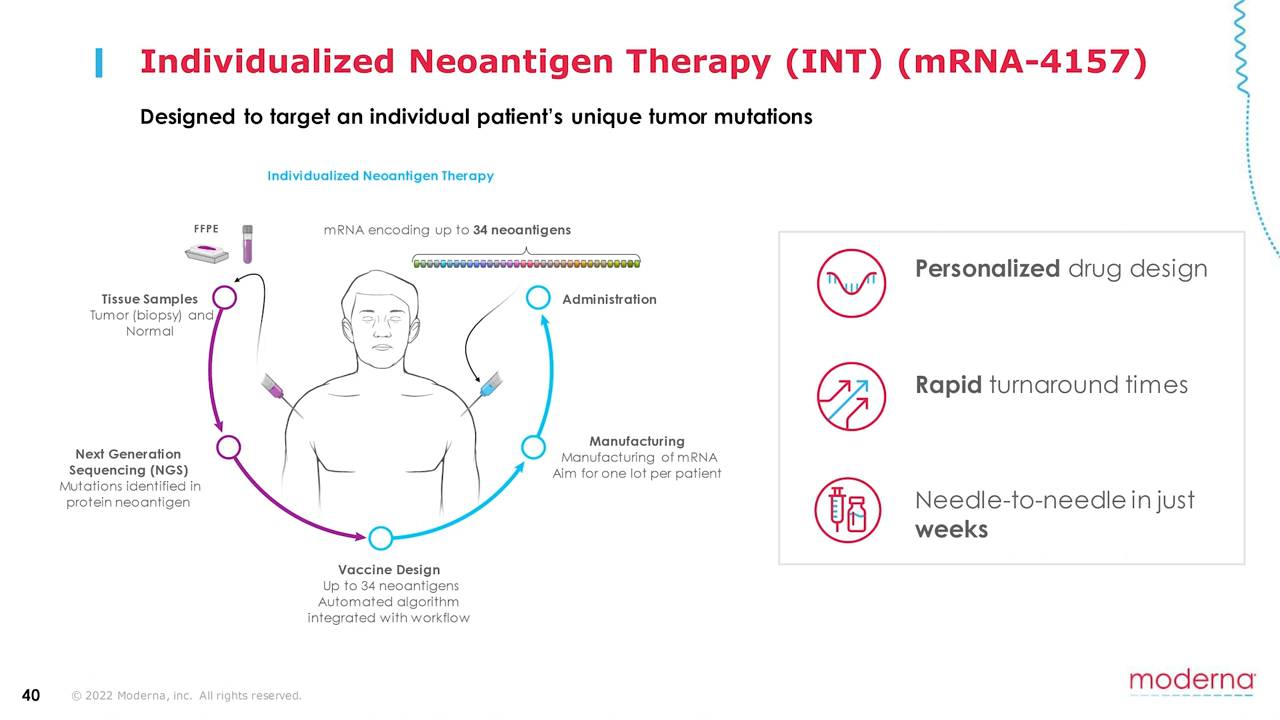 Individualized Neoantigen Therapy (INT) (mRNA-4157)
Designed to target an individual patient’s unique tumor mutations
Individualized Neoantigen Therapy
FFPE
mRNA encoding up to 34 neoantigens
Tissue Samples
Tumor (biopsy) and
Normal
Administration
Next Generation
Sequencing (NGS)
Mutations identified in
protein neoantigen
Manufacturing
Manufacturing of mRNA
Aim for one lot per patient
Vaccine Design
Up to 34 neoantigens
Automated algorithm
integrated with workflow
Personalized drug design
Rapid turnaround times
Needle-to-needle in just
weeks
40
© 2022 Moderna, inc. All rights reserved.
moderna